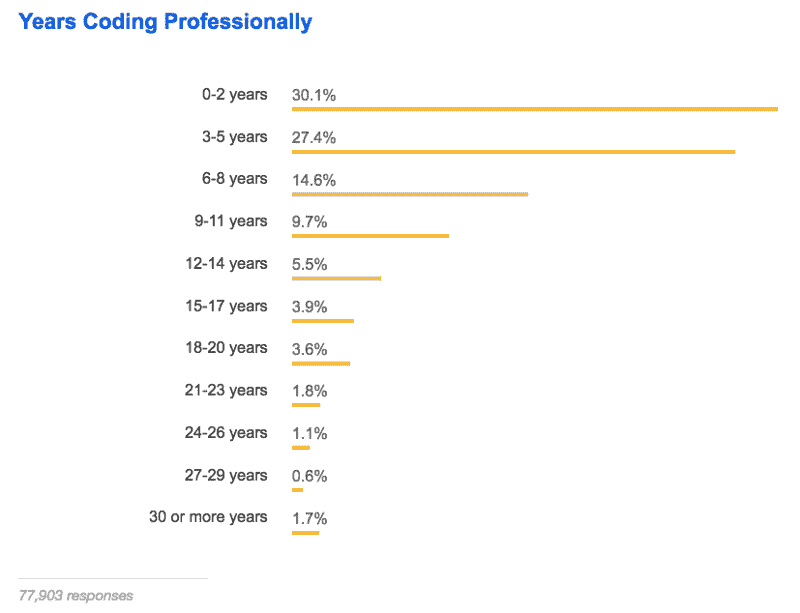 Years Coding Professionally
0-2 years 30.1%
3-5 years 27.4%
6-8 years 14.6%
9-11 years 9.7%
12-14 years 5.5%
15-17 years 3.9%
18-20 years 3.6%
21-23 years 1.8%
24-26 years 1.1%
27-29 years 0.6%
30 or more years 1.7%
77,903 responses